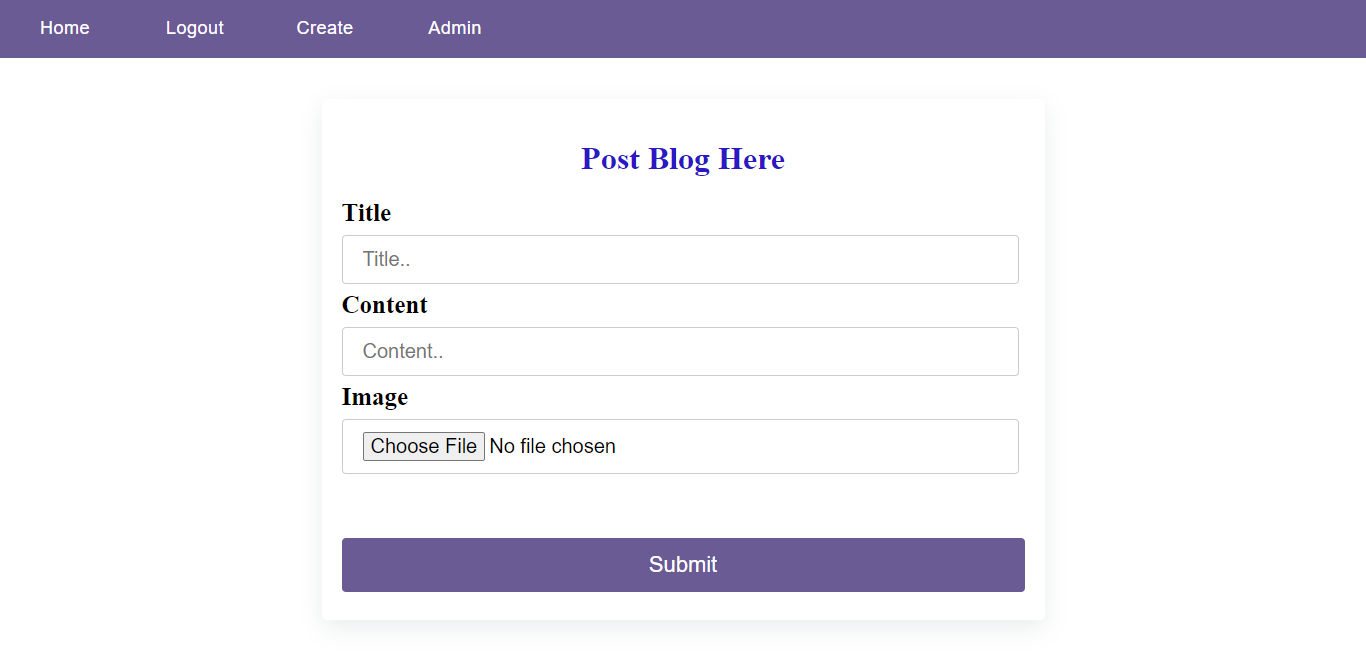 Home Logout Create Admin
Post Blog Here
Title
Title..
Content
Content..
Image
Choose File No file chosen
Submit